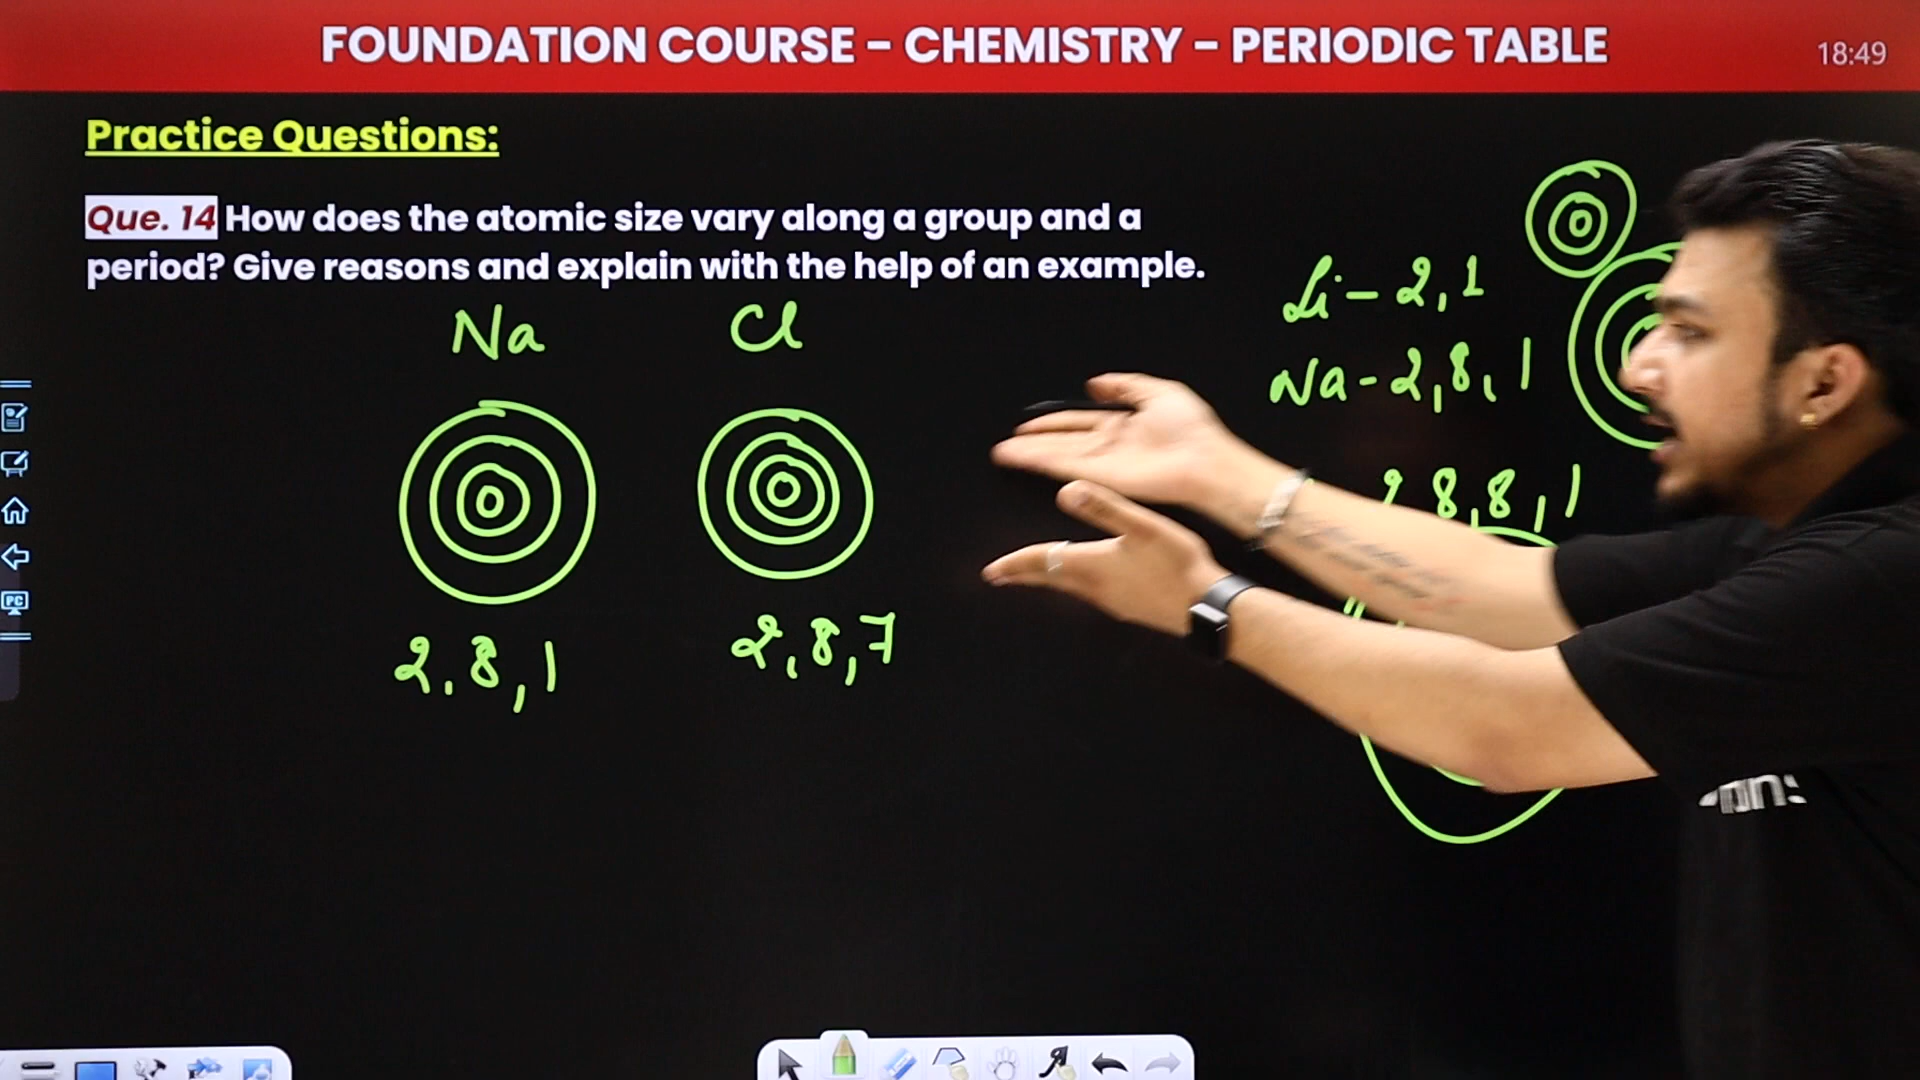 FOUNDATION COURSE - CHEMISTRY - PERIODIC TABLE
18:49
Practice Questions:
Que. 14 How does the atomic size vary along a group and a
period? Give reasons and explain with the help of an example.
Na Cl
Li - 2, 1
Na - 2, 8, 1
2, 8, 8, 1
2, 8, 1
2, 8, 7
PC